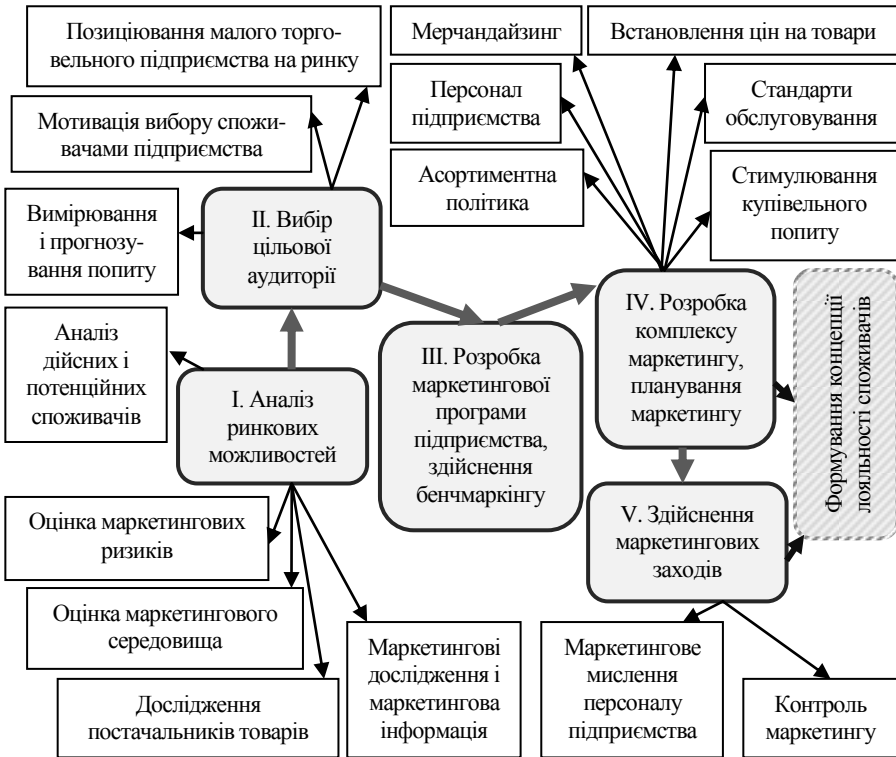 Позиціювання малого торго-
вельного підприємства на ринку
Мотивація вибору спожи-
вачами підприємства
Вимірювання
і прогнозу-
вання попиту
Аналіз
дійсних і
потенційних
споживачів
II. Вибір
цільової
аудиторії
I. Аналіз
ринкових
можливостей
Оцінка маркетингових
ризиків
Оцінка маркетингового
середовища
Дослідження
постачальників товарів
Маркетингові
дослідження і
маркетингова
інформація
III. Розробка
маркетингової
програми
підприємства,
здійснення
бенчмаркінгу
Мерчандайзинг
Персонал
підприємства
Асортиментна
політика
Встановлення цін на товари
Стандарти
обслуговування
Стимулювання
купівельного
попиту
IV. Розробка
комплексу
маркетингу,
планування
маркетингу
V. Здійснення
маркетингових
заходів
Маркетингове
мислення
персоналу
підприємства
Контроль
маркетингу
Формування концепції
лояльності споживачів